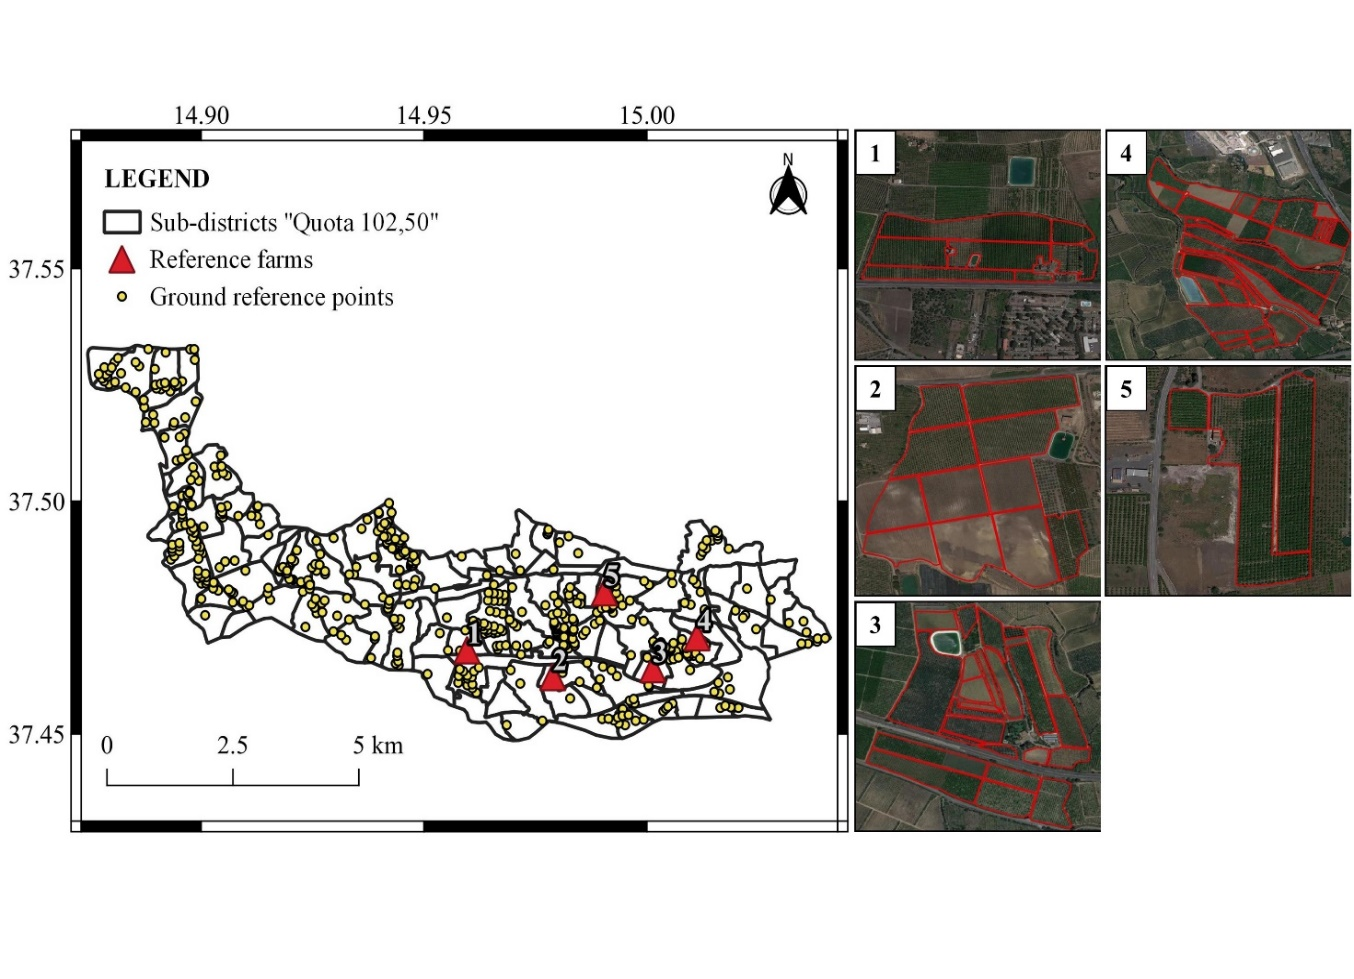 14.90 14.95 15.00
LEGEND
N
Sub-districts "Quota 102,50"
Reference farms
Ground reference points
37.55
37.50
37.45
5
4
1
3
2
0 2.5 5 km
1
4
2
5
3